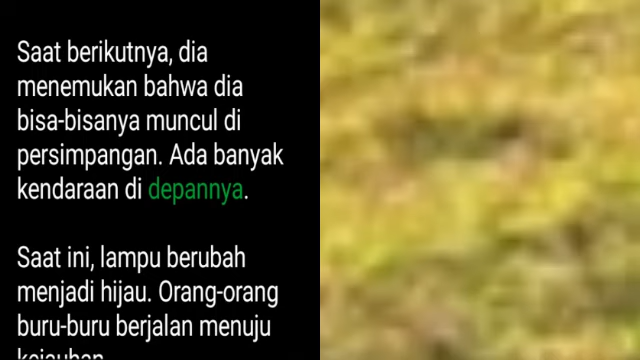 Saat berikutnya, dia
menemukan bahwa dia
bisa-bisanya muncul di
persimpangan. Ada banyak
kendaraan di depannya.
Saat ini, lampu berubah
menjadi hijau. Orang-orang
buru-buru berjalan menuju